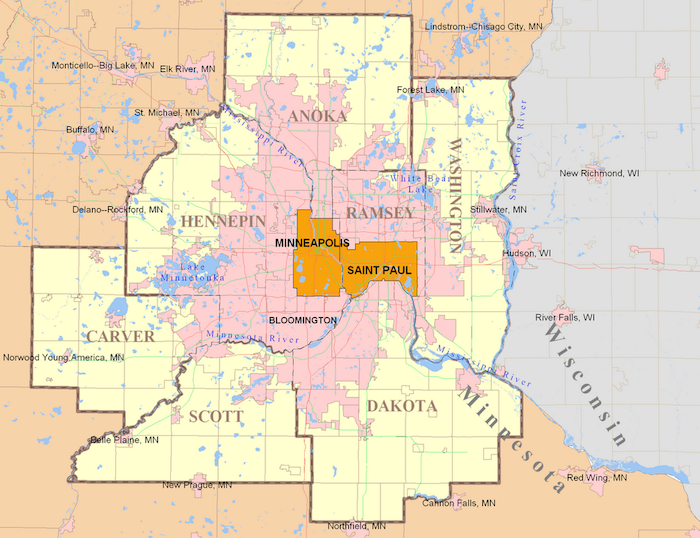 Lindstrom--Chisago City, MN
Monticello--Big Lake, MN
Elk River, MN
Forest Lake, MN
St. Michael, MN
Mississippi River
ANOKA
Saint Croix River
Buffalo, MN
WASHINGTON
New Richmond, WI
White Bear
Lake
Delano--Rockford, MN
HENNEPIN
RAMSEY
Stillwater, MN
MINNEAPOLIS
Hudson, WI
Lake
Minnetonka
SAINT PAUL
BLOOMINGTON
River Falls, WI
CARVER
Minnesota River
Norwood Young America, MN
Mississippi River
Wisconsin
Minnesota
SCOTT
DAKOTA
Belle Plaine, MN
New Prague, MN
Red Wing, MN
Cannon Falls, MN
Northfield, MN